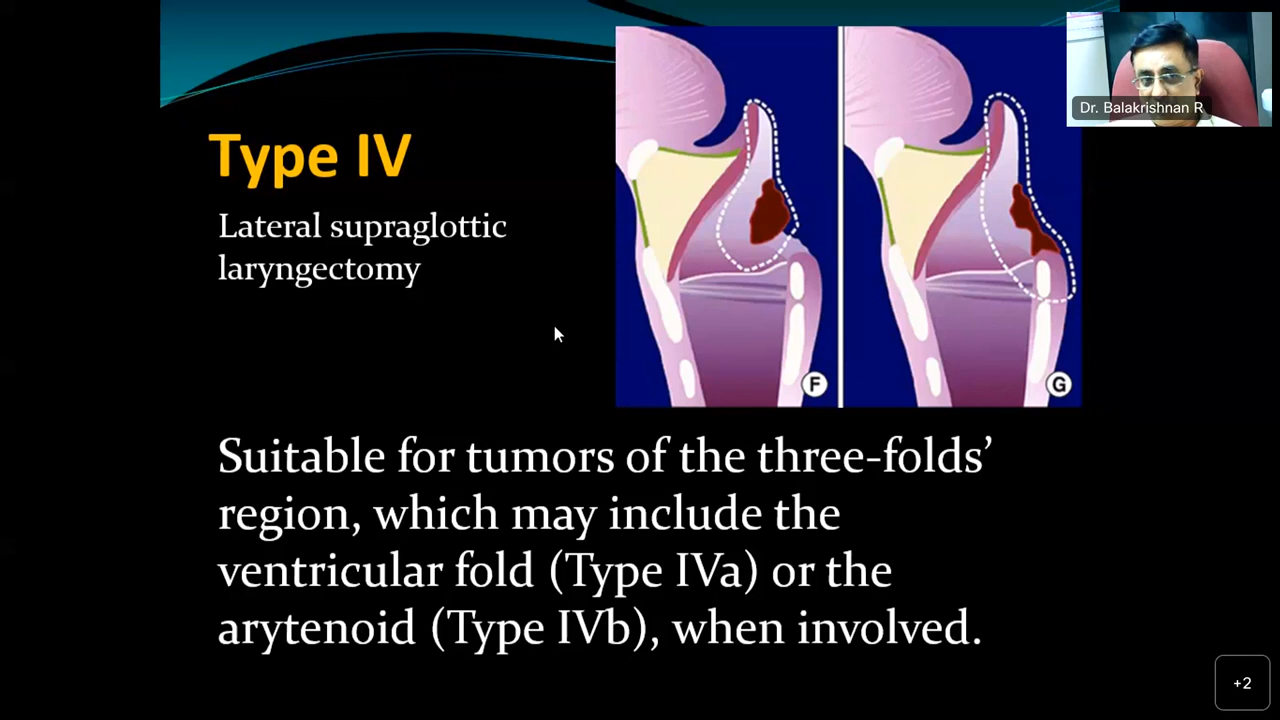 Dr. Balakrishnan R
Type IV
Lateral supraglottic
laryngectomy
F
G
Suitable for tumors of the three-folds’
region, which may include the
ventricular fold (Type IVa) or the
arytenoid (Type IVb), when involved.
+2